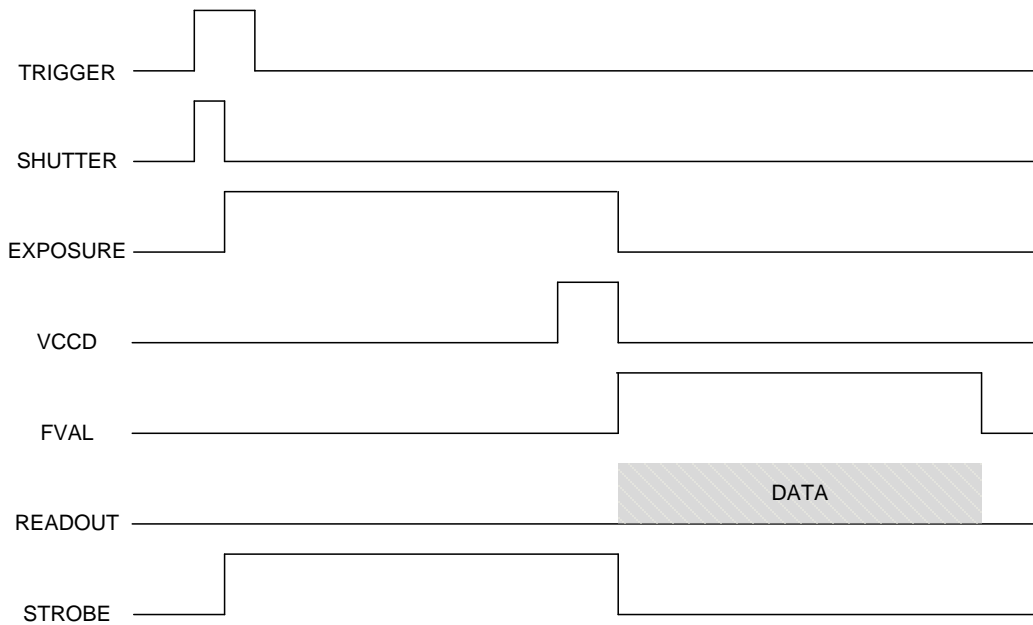 TRIGGER
SHUTTER
EXPOSURE
VCCD
FVAL
DATA
READOUT
STROBE